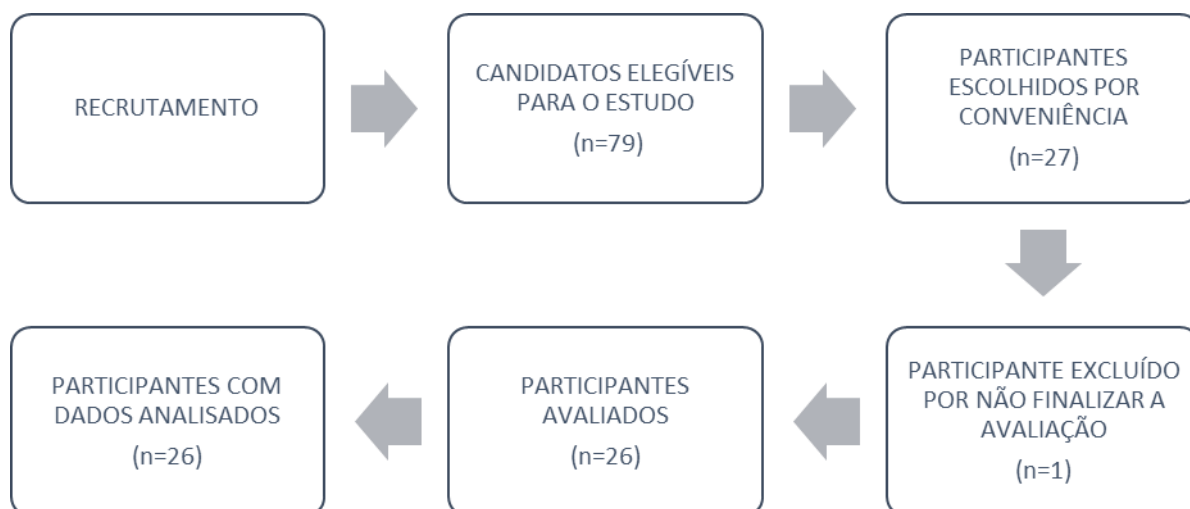 RECRUTAMENTO
CANDIDATOS ELEGÍVEIS
PARA O ESTUDO
(n=79)
PARTICIPANTES
ESCOLHIDOS POR
CONVENIÊNCIA
(n=27)
PARTICIPANTE EXCLUÍDO
POR NÃO FINALIZAR A
AVALIAÇÃO
(n=1)
PARTICIPANTES
AVALIADOS
(n=26)
PARTICIPANTES COM
DADOS ANALISADOS
(n=26)